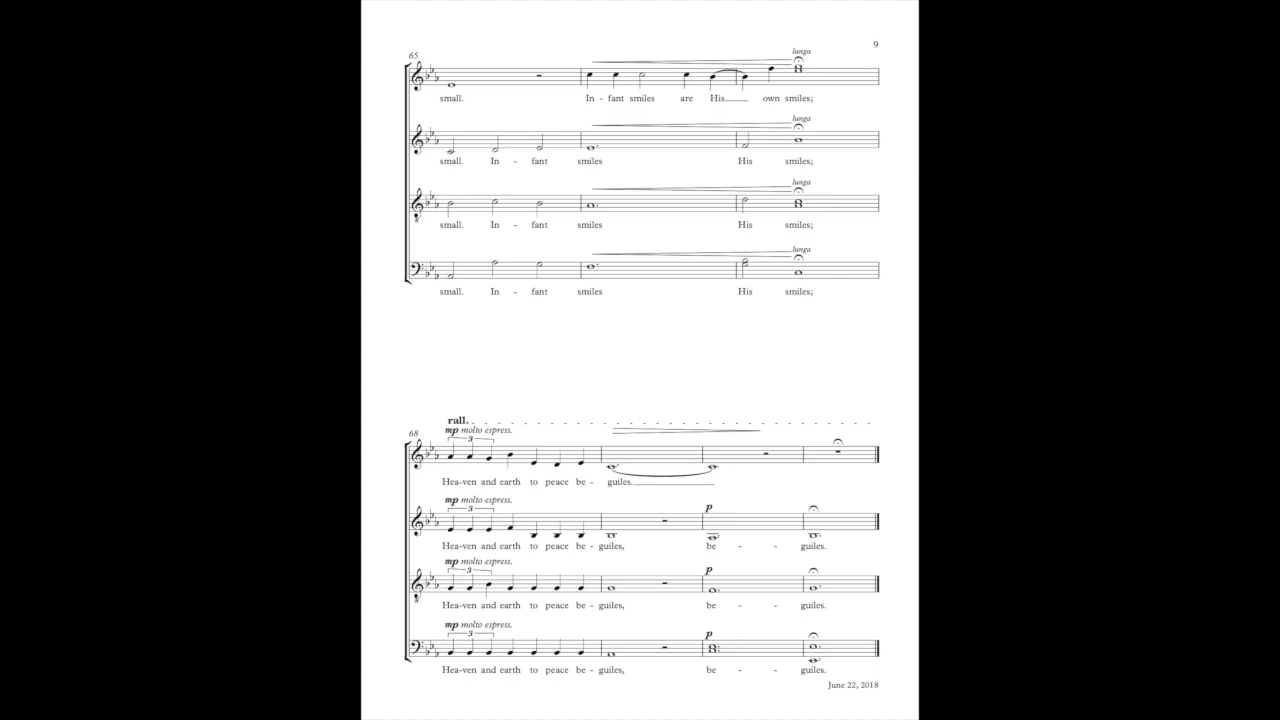 9
65
lunga
small. In - fant smiles are His own smiles;
lunga
small. In - fant smiles His smiles;
lunga
small. In - fant smiles His smiles;
lunga
small. In - fant smiles His smiles;
rall.
68
mp molto espress.
3
Hea-ven and earth to peace be - guiles.
mp molto espress.
3
p
Hea-ven and earth to peace be - guiles, be - - guiles.
mp molto espress.
3
p
8
Hea-ven and earth to peace be - guiles, be - - guiles.
mp molto espress.
3
p
Hea-ven and earth to peace be - guiles, be - - guiles.
June 22, 2018